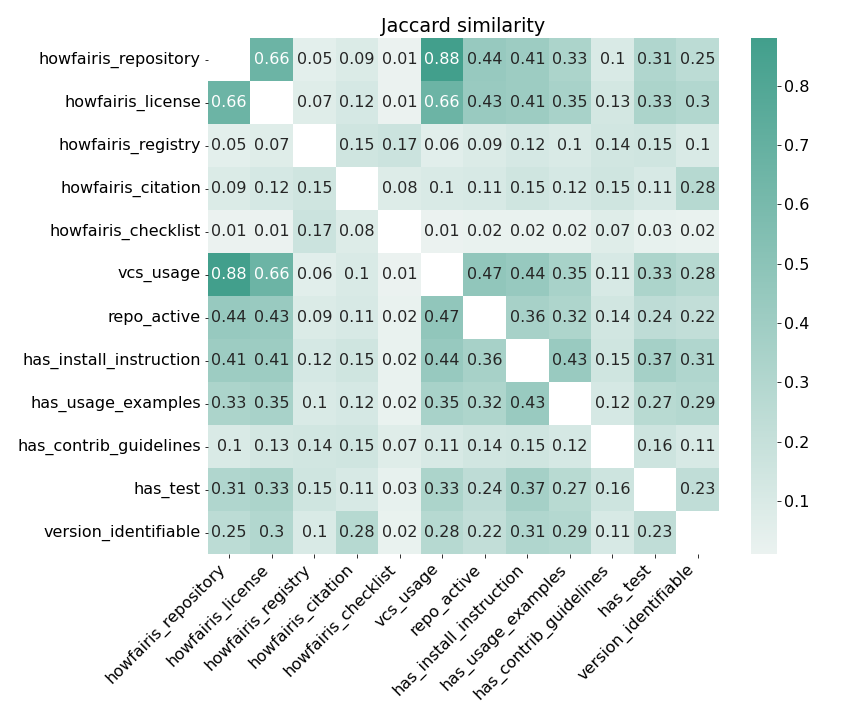 Jaccard similarity
howfairis_repository 0.66 0.05 0.09 0.01 0.88 0.44 0.41 0.33 0.1 0.31 0.25
howfairis_license 0.66 0.07 0.12 0.01 0.66 0.43 0.41 0.35 0.13 0.33 0.3
howfairis_registry 0.05 0.07 0.15 0.17 0.06 0.09 0.12 0.1 0.14 0.15 0.1
howfairis_citation 0.09 0.12 0.15 0.08 0.1 0.11 0.15 0.12 0.15 0.11 0.28
howfairis_checklist 0.01 0.01 0.17 0.08 0.01 0.02 0.02 0.02 0.07 0.03 0.02
vcs_usage 0.88 0.66 0.06 0.1 0.01 0.47 0.44 0.35 0.11 0.33 0.28
repo_active 0.44 0.43 0.09 0.11 0.02 0.47 0.36 0.32 0.14 0.24 0.22
has_install_instruction 0.41 0.41 0.12 0.15 0.02 0.44 0.36 0.43 0.15 0.37 0.31
has_usage_examples 0.33 0.35 0.1 0.12 0.02 0.35 0.32 0.43 0.12 0.27 0.29
has_contrib_guidelines 0.1 0.13 0.14 0.15 0.07 0.11 0.14 0.15 0.12 0.16 0.11
has_test 0.31 0.33 0.15 0.11 0.03 0.33 0.24 0.37 0.27 0.16 0.23
version_identifiable 0.25 0.3 0.1 0.28 0.02 0.28 0.22 0.31 0.29 0.11 0.23
howfairis_repository
howfairis_license
howfairis_registry
howfairis_citation
howfairis_checklist
vcs_usage
repo_active
has_install_instruction
has_usage_examples
has_contrib_guidelines
has_test
version_identifiable
0.8
0.7
0.6
0.5
0.4
0.3
0.2
0.1